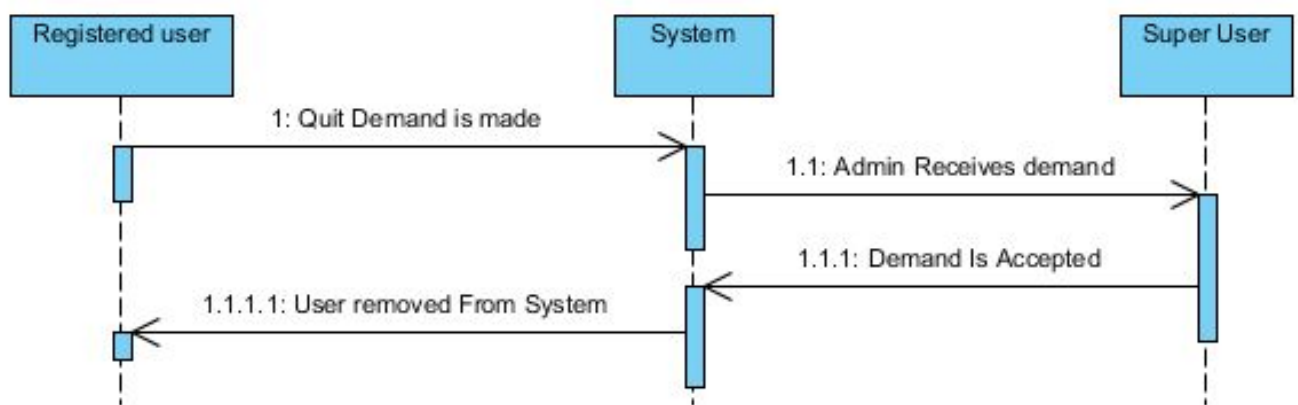 Registered user
System
Super User
1: Quit Demand is made
1.1: Admin Receives demand
1.1.1: Demand Is Accepted
1.1.1.1: User removed From System